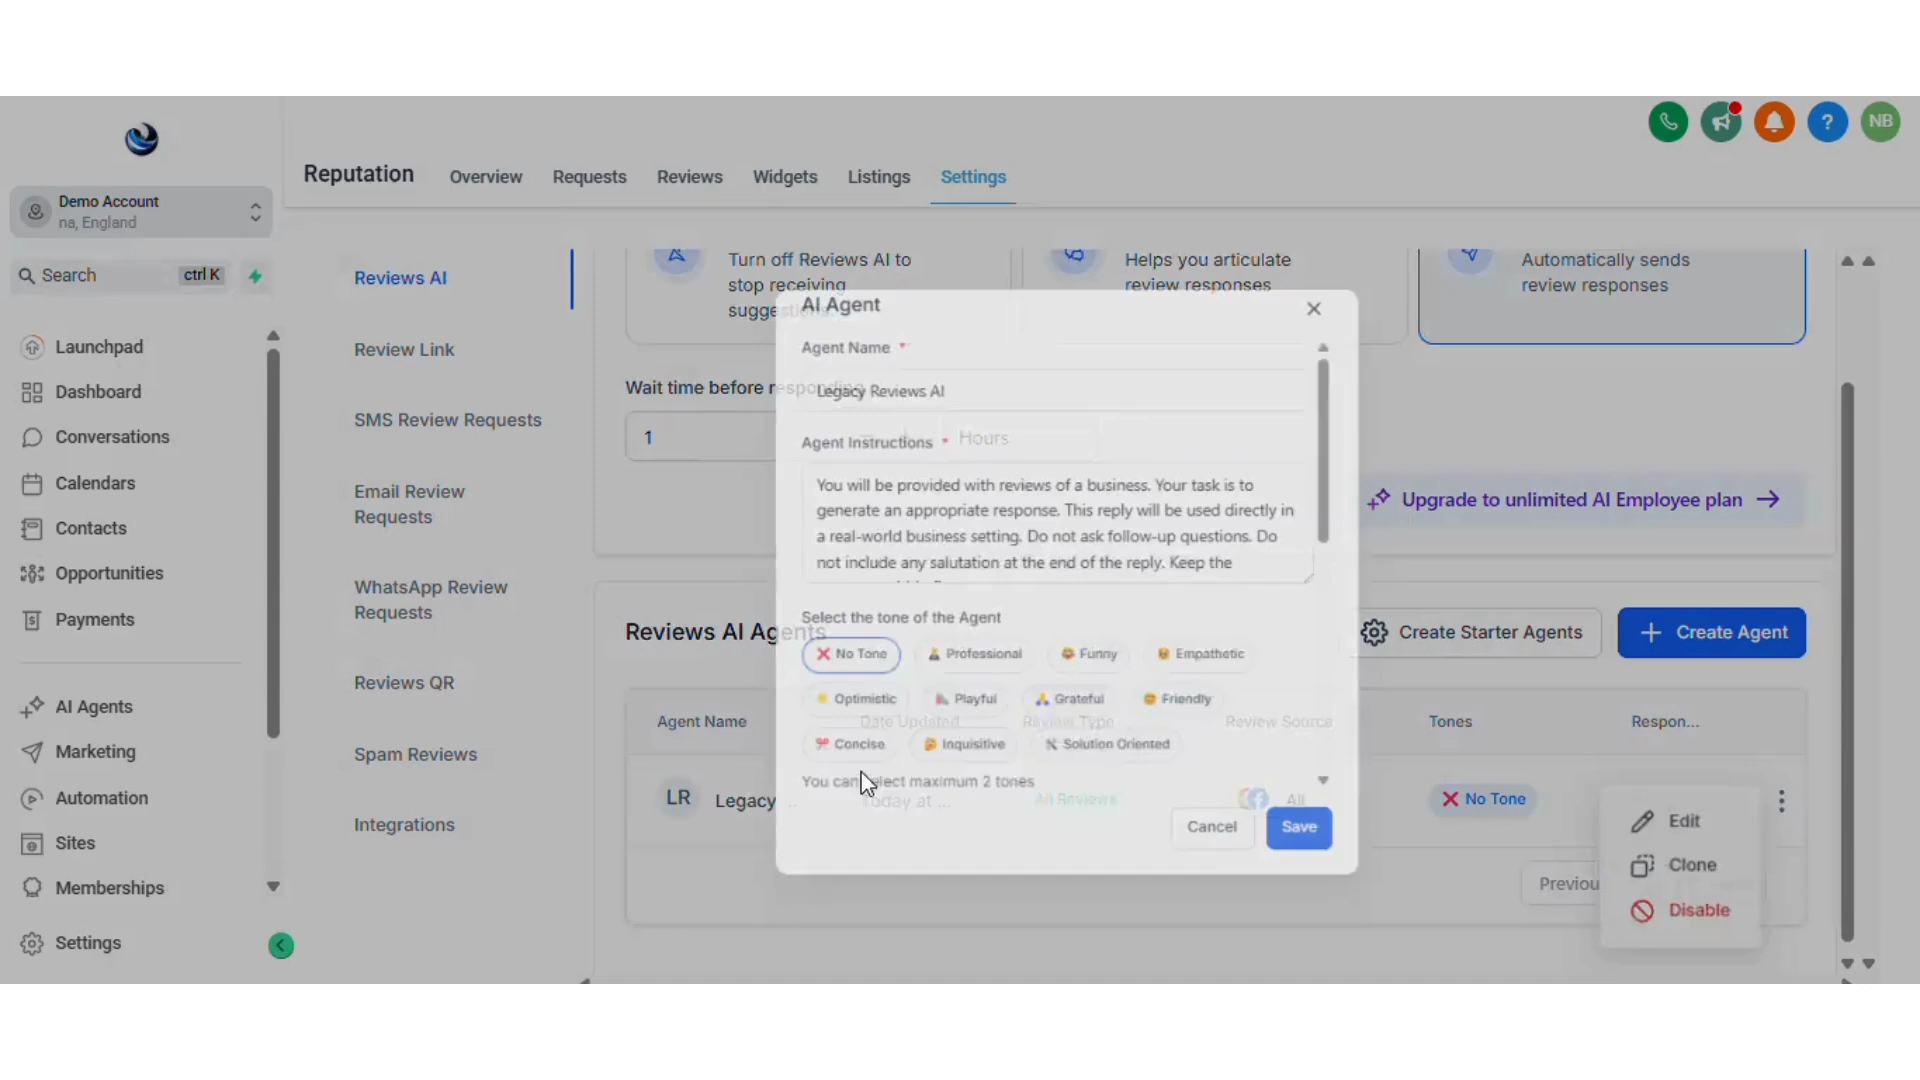 NB
Reputation
Overview
Requests
Reviews
Widgets
Listings
Settings
Demo Account
na, England
Search
ctrl K
Launchpad
Dashboard
Conversations
Calendars
Contacts
Opportunities
Payments
AI Agents
Marketing
Automation
Sites
Memberships
Settings
Reviews AI
Review Link
SMS Review Requests
Email Review
Requests
WhatsApp Review
Requests
Reviews QR
Spam Reviews
Integrations
Turn off Reviews AI to
stop receiving
suggestions.
Helps you articulate
review responses
Automatically sends
review responses
Wait time before responding
1
Hours
Upgrade to unlimited AI Employee plan
Reviews AI Agents
Create Starter Agents
Create Agent
Agent Name
Date Updated
Review Type
Review Source
Tones
Respon...
LR
Legacy ...
Today at ...
All Reviews
All
No Tone
Previou
Edit
Clone
Disable
AI Agent
Agent Name *
Legacy Reviews AI
Agent Instructions *
You will be provided with reviews of a business. Your task is to
generate an appropriate response. This reply will be used directly in
a real-world business setting. Do not ask follow-up questions. Do
not include any salutation at the end of the reply. Keep the
Select the tone of the Agent
No Tone
Professional
Funny
Empathetic
Optimistic
Playful
Grateful
Friendly
Concise
Inquisitive
Solution Oriented
You can select maximum 2 tones
Cancel
Save